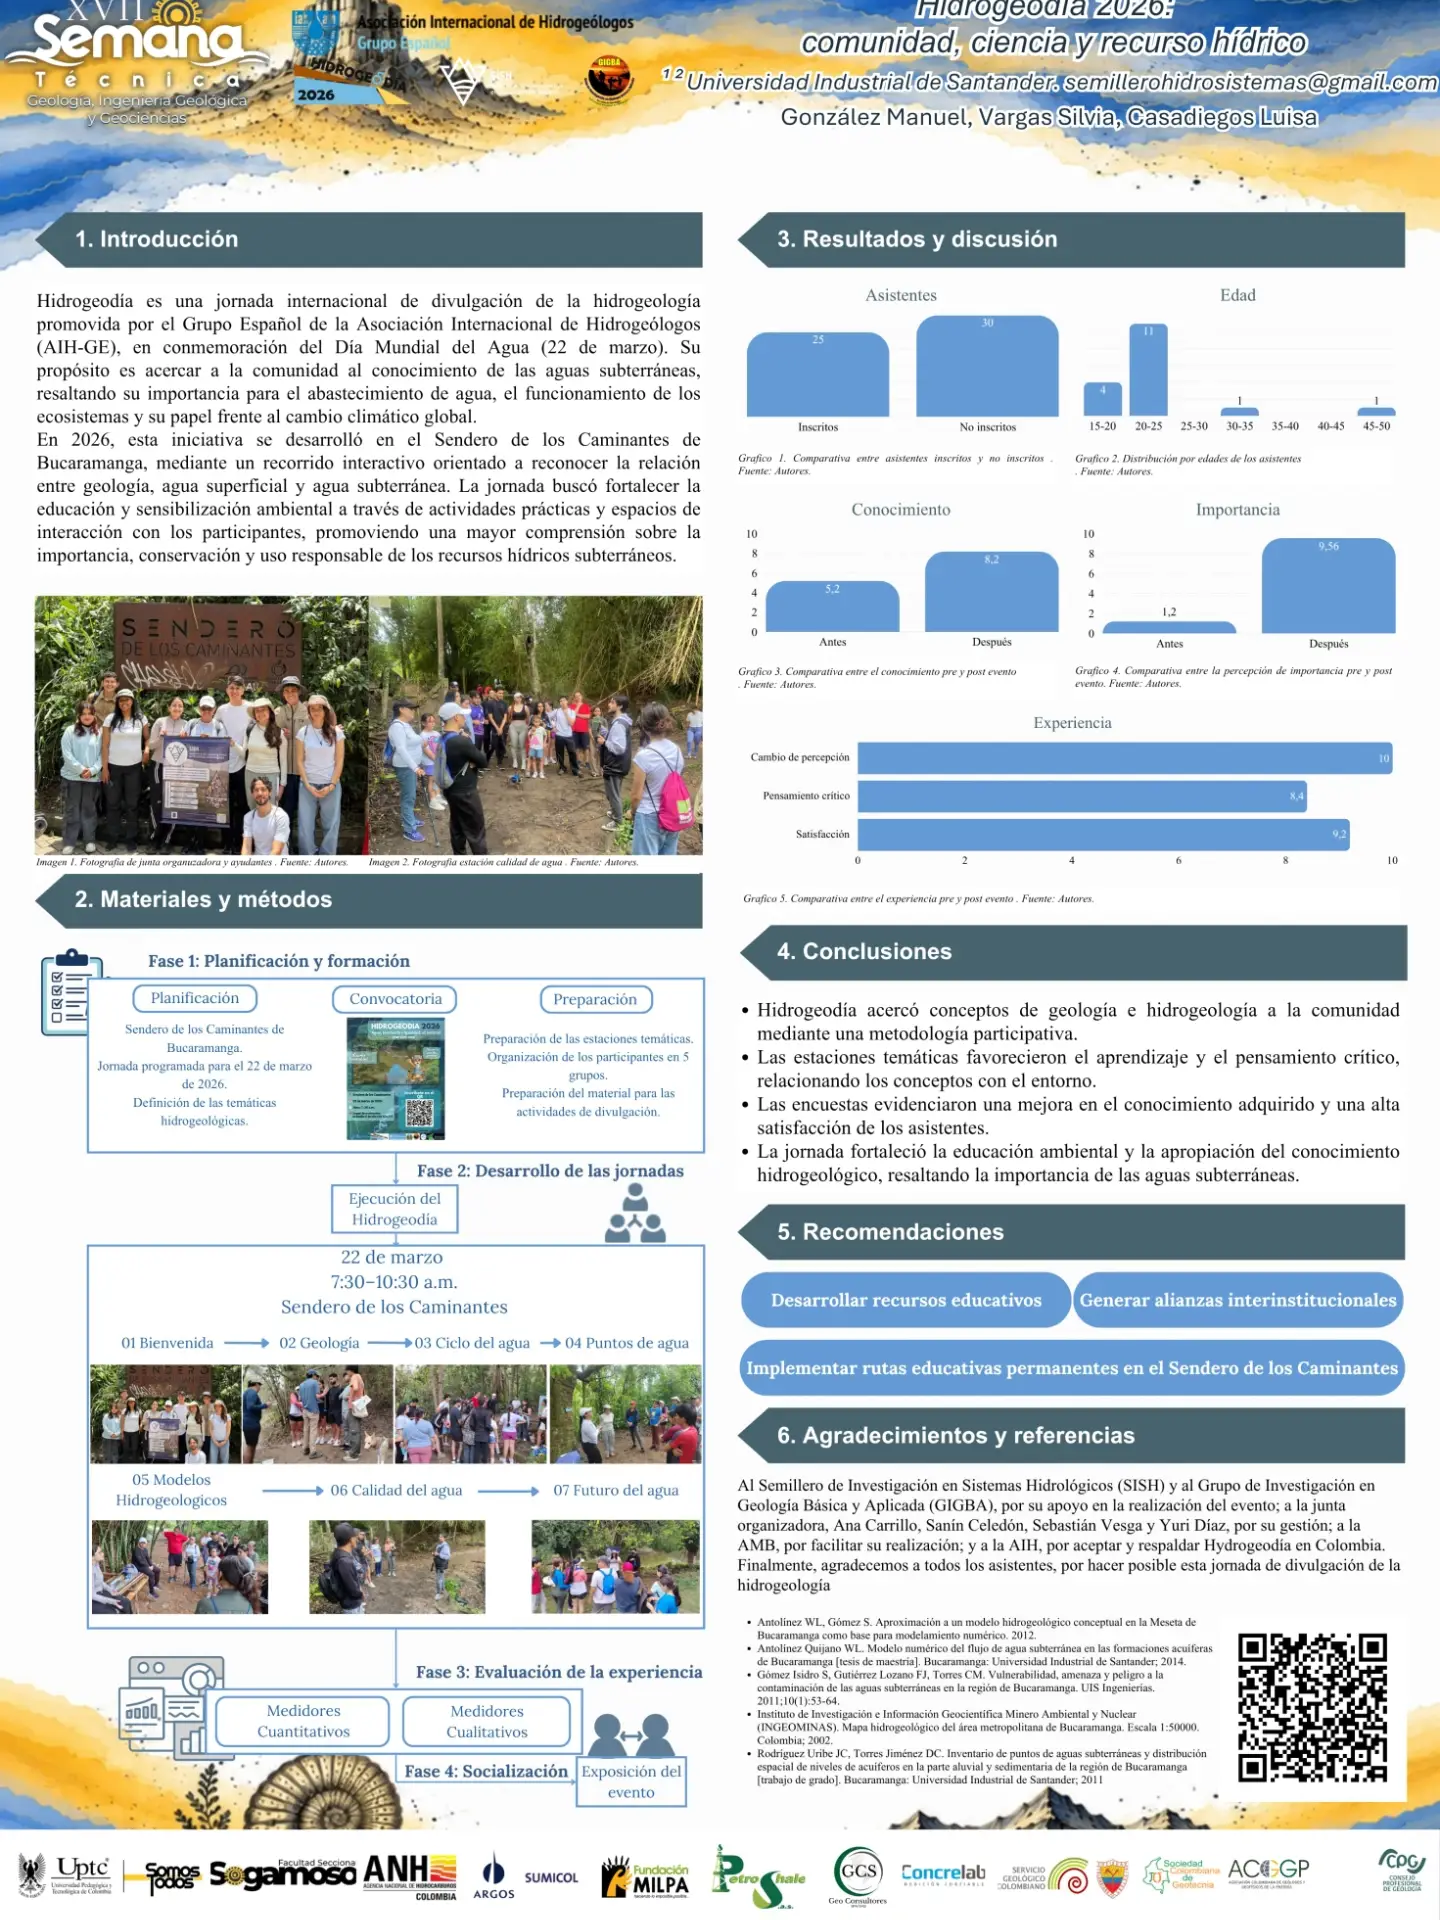 XVII
Semana
Técnica
Geología, Ingeniería Geológica
y Geociencias
Asociación Internacional de Hidrogeólogos
Grupo Español
HIDROGEODIA
2026
SISH
GIGBA
Hidrogeodía 2026:
comunidad, ciencia y recurso hídrico
¹ ² Universidad Industrial de Santander. semillerohidrosistemas@gmail.com
González Manuel, Vargas Silvia, Casadiegos Luisa
1. Introducción
Hidrogeodía es una jornada internacional de divulgación de la hidrogeología
promovida por el Grupo Español de la Asociación Internacional de Hidrogeólogos
(AIH-GE), en conmemoración del Día Mundial del Agua (22 de marzo). Su
propósito es acercar a la comunidad al conocimiento de las aguas subterráneas,
resaltando su importancia para el abastecimiento de agua, el funcionamiento de los
ecosistemas y su papel frente al cambio climático global.
En 2026, esta iniciativa se desarrolló en el Sendero de los Caminantes de
Bucaramanga, mediante un recorrido interactivo orientado a reconocer la relación
entre geología, agua superficial y agua subterránea. La jornada buscó fortalecer la
educación y sensibilización ambiental a través de actividades prácticas y espacios de
interacción con los participantes, promoviendo una mayor comprensión sobre la
importancia, conservación y uso responsable de los recursos hídricos subterráneos.
SENDERO
DE LOS CAMINANTES
Imagen 1. Fotografía de junta organuzadora y ayudantes . Fuente: Autores.
Imagen 2. Fotografía estación calidad de agua . Fuente: Autores.
2. Materiales y métodos
Fase 1: Planificación y formación
Planificación
Sendero de los Caminantes de
Bucaramanga.
Jornada programada para el 22 de marzo
de 2026.
Definición de las temáticas
hidrogeológicas.
Convocatoria
HIDROGEODIA 2026
Preparación
Preparación de las estaciones temáticas.
Organización de los participantes en 5
grupos.
Preparación del material para las
actividades de divulgación.
Fase 2: Desarrollo de las jornadas
Ejecución del
Hidrogeodía
22 de marzo
7:30–10:30 a.m.
Sendero de los Caminantes
01 Bienvenida
02 Geología
03 Ciclo del agua
04 Puntos de agua
SENDERO
05 Modelos
Hidrogeologicos
06 Calidad del agua
07 Futuro del agua
Fase 3: Evaluación de la experiencia
Medidores
Cuantitativos
Medidores
Cualitativos
Fase 4: Socialización
Exposición del
evento
3. Resultados y discusión
Asistentes
25
30
Inscritos
No inscritos
Grafico 1. Comparativa entre asistentes inscritos y no inscritos .
Fuente: Autores.
Edad
4
11
1
1
15-20
20-25
25-30
30-35
35-40
40-45
45-50
Grafico 2. Distribución por edades de los asistentes
. Fuente: Autores.
Conocimiento
10
8
6
4
2
0
5,2
8,2
Antes
Después
Grafico 3. Comparativa entre el conocimiento pre y post evento
. Fuente: Autores.
Importancia
10
8
6
4
2
0
1,2
9,56
Antes
Después
Grafico 4. Comparativa entre la percepción de importancia pre y post
evento. Fuente: Autores.
Experiencia
Cambio de percepción
10
Pensamiento crítico
8,4
Satisfacción
9,2
0
2
4
6
8
10
Grafico 5. Comparativa entre el experiencia pre y post evento . Fuente: Autores.
4. Conclusiones
• Hidrogeodía acercó conceptos de geología e hidrogeología a la comunidad
mediante una metodología participativa.
• Las estaciones temáticas favorecieron el aprendizaje y el pensamiento crítico,
relacionando los conceptos con el entorno.
• Las encuestas evidenciaron una mejora en el conocimiento adquirido y una alta
satisfacción de los asistentes.
• La jornada fortaleció la educación ambiental y la apropiación del conocimiento
hidrogeológico, resaltando la importancia de las aguas subterráneas.
5. Recomendaciones
Desarrollar recursos educativos
Generar alianzas interinstitucionales
Implementar rutas educativas permanentes en el Sendero de los Caminantes
6. Agradecimientos y referencias
Al Semillero de Investigación en Sistemas Hidrológicos (SISH) y al Grupo de Investigación en
Geología Básica y Aplicada (GIGBA), por su apoyo en la realización del evento; a la junta
organizadora, Ana Carrillo, Sanín Celedón, Sebastián Vesga y Yuri Díaz, por su gestión; a la
AMB, por facilitar su realización; y a la AIH, por aceptar y respaldar Hydrogeodía en Colombia.
Finalmente, agradecemos a todos los asistentes, por hacer posible esta jornada de divulgación de la
hidrogeología
• Antolínez WL, Gómez S. Aproximación a un modelo hidrogeológico conceptual en la Meseta de
Bucaramanga como base para modelamiento numérico. 2012.
• Antolínez Quijano WL. Modelo numérico del flujo de agua subterránea en las formaciones acuíferas
de Bucaramanga [tesis de maestría]. Bucaramanga: Universidad Industrial de Santander; 2014.
• Gómez Isidro S, Gutiérrez Lozano FJ, Torres CM. Vulnerabilidad, amenaza y peligro a la
contaminación de las aguas subterráneas en la región de Bucaramanga. UIS Ingenierías.
2011;10(1):53-64.
• Instituto de Investigación e Información Geocientífica Minero Ambiental y Nuclear
(INGEOMINAS). Mapa hidrogeológico del área metropolitana de Bucaramanga. Escala 1:50000.
Colombia; 2002.
• Rodríguez Uribe JC, Torres Jiménez DC. Inventario de puntos de aguas subterráneas y distribución
espacial de niveles de acuíferos en la parte aluvial y sedimentaria de la región de Bucaramanga
[trabajo de grado]. Bucaramanga: Universidad Industrial de Santander; 2011
Uptc
Universidad Pedagógica y
Tecnológica de Colombia
Somos
Todos
Facultad Secciona
Sogamoso
ANH
AGENCIA NACIONAL DE HIDROCARBUROS
COLOMBIA
ARGOS
SUMICOL
Fundación
MILPA
PetroShale
s.a.s.
GCS
Geo Consultores
Concrelab
SERVICIO
GEOLÓGICO
COLOMBIANO
Sociedad
Colombiana
de
Geotecnia
ACGGP
CPG
CONSEJO
PROFESIONAL
DE GEOLOGÍA